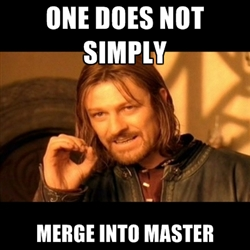 ONE DOES NOT
SIMPLY
MERGE INTO MASTER